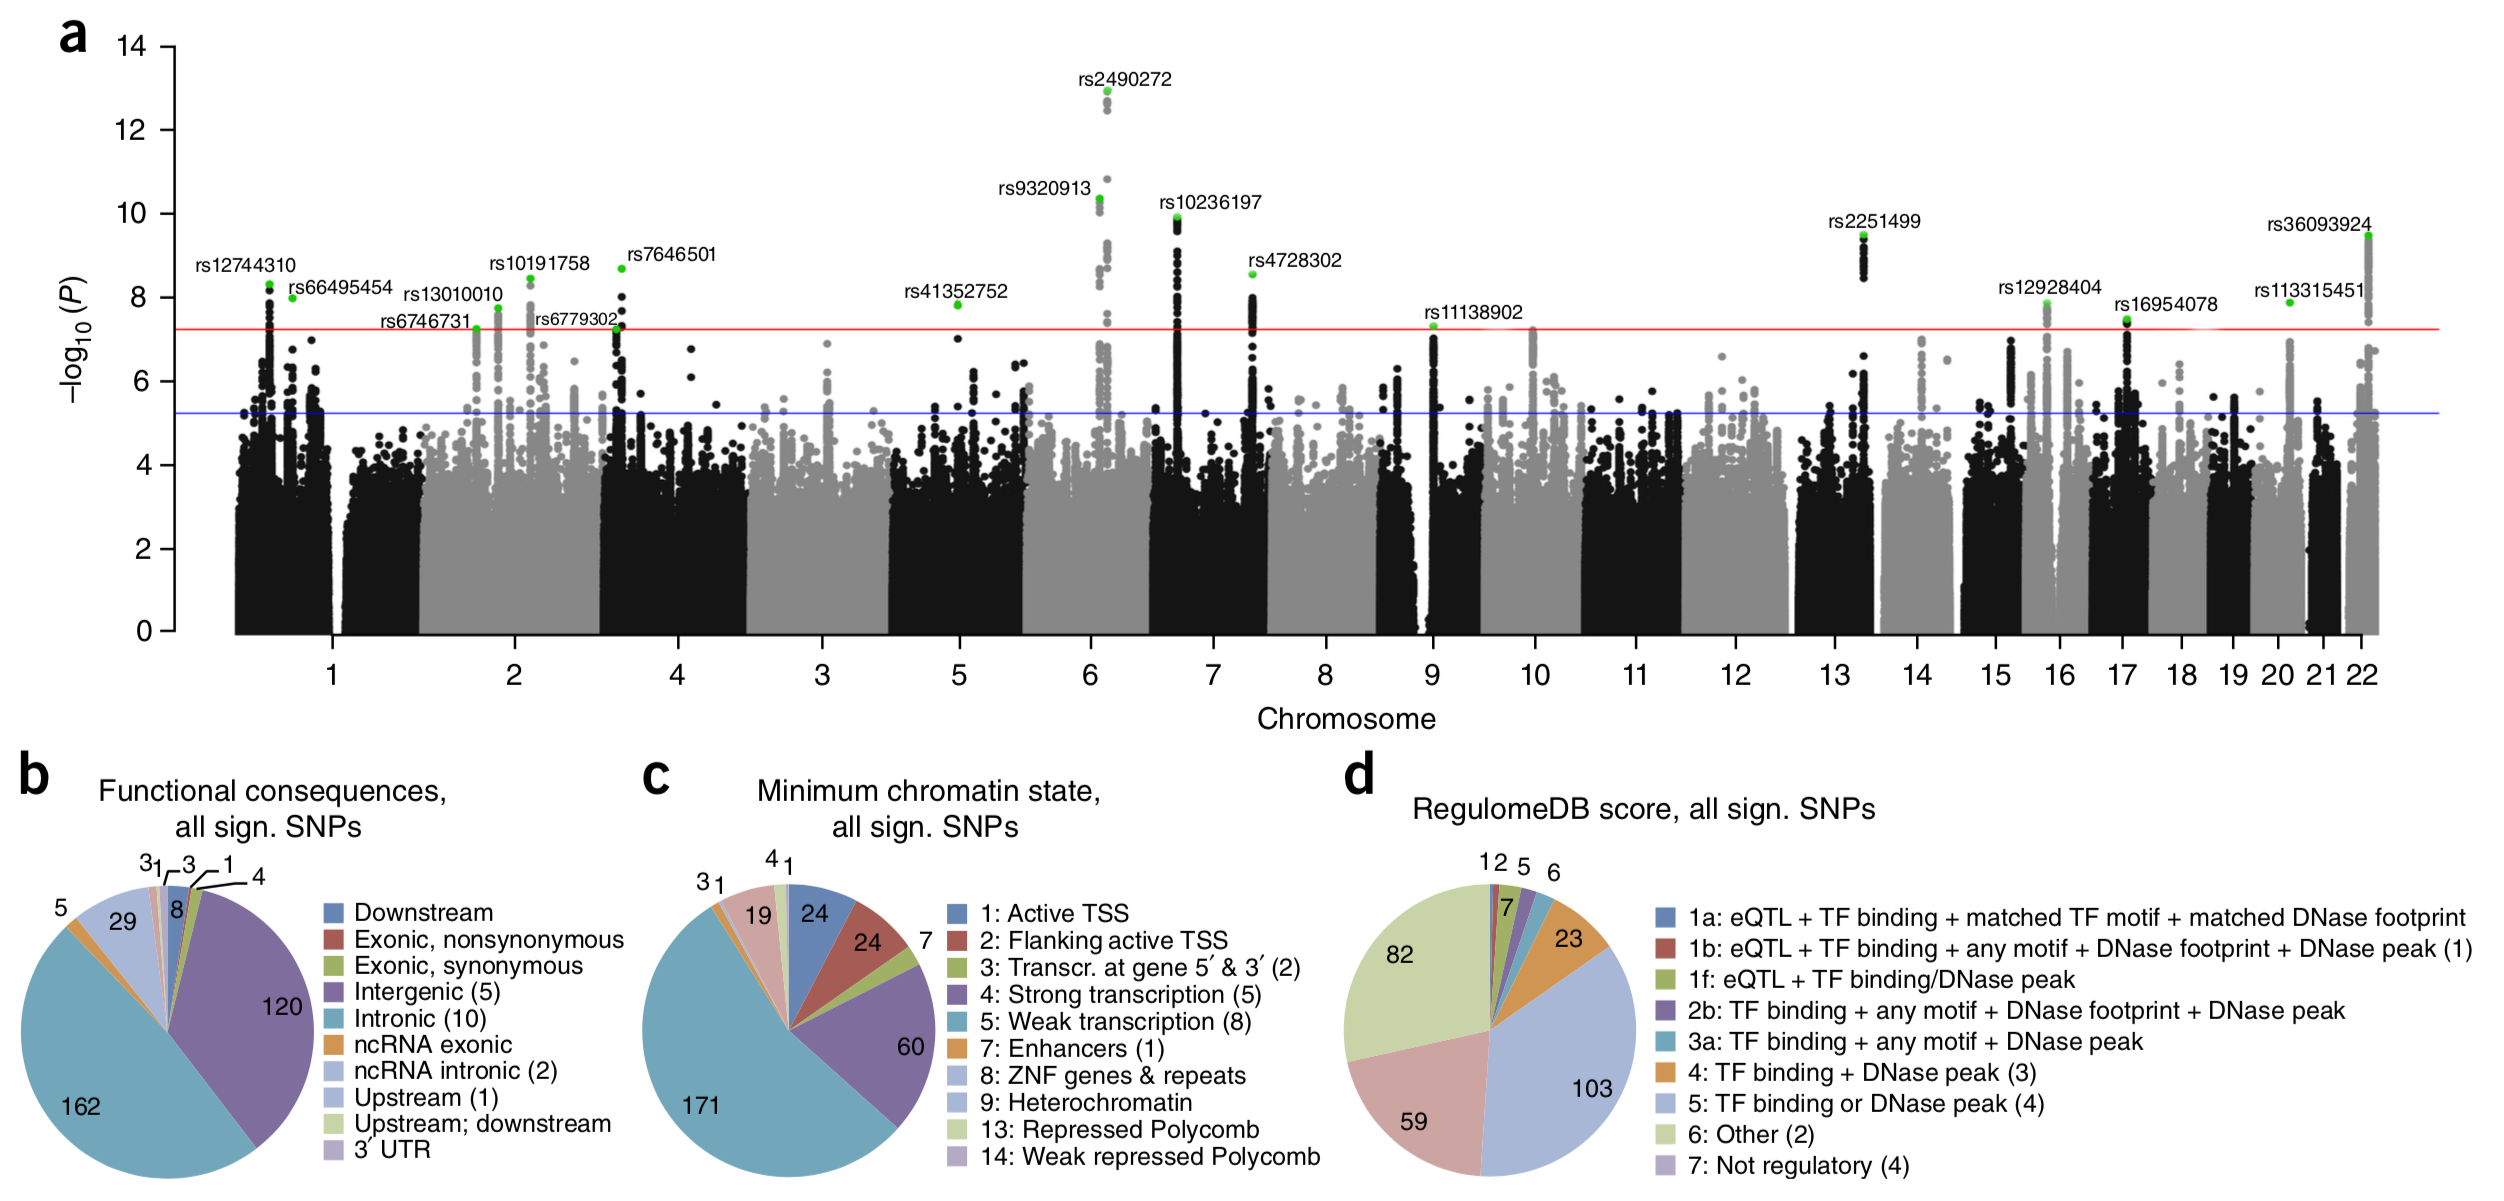 a
14
12
10
8
6
4
2
0
–log10 (P)
rs12744310
rs66495454
rs6746731
rs13010010
rs10191758
rs6779302
rs7646501
rs41352752
rs9320913
rs2490272
rs10236197
rs4728302
rs11138902
rs2251499
rs12928404
rs16954078
rs113315451
rs36093924
1 2 4 3 5 6 7 8 9 10 11 12 13 14 15 16 17 18 19 20 21 22
Chromosome
b
Functional consequences,
all sign. SNPs
3 1 3 1 4
5 29 8
120
162
Downstream
Exonic, nonsynonymous
Exonic, synonymous
Intergenic (5)
Intronic (10)
ncRNA exonic
ncRNA intronic (2)
Upstream (1)
Upstream; downstream
3′ UTR
c
Minimum chromatin state,
all sign. SNPs
4 1
3 1
19 24
24 7
60
171
1: Active TSS
2: Flanking active TSS
3: Transcr. at gene 5′ & 3′ (2)
4: Strong transcription (5)
5: Weak transcription (8)
7: Enhancers (1)
8: ZNF genes & repeats
9: Heterochromatin
13: Repressed Polycomb
14: Weak repressed Polycomb
d
RegulomeDB score, all sign. SNPs
1 2 5 6
7
23
82
103
59
1a: eQTL + TF binding + matched TF motif + matched DNase footprint
1b: eQTL + TF binding + any motif + DNase footprint + DNase peak (1)
1f: eQTL + TF binding/DNase peak
2b: TF binding + any motif + DNase footprint + DNase peak
3a: TF binding + any motif + DNase peak
4: TF binding + DNase peak (3)
5: TF binding or DNase peak (4)
6: Other (2)
7: Not regulatory (4)